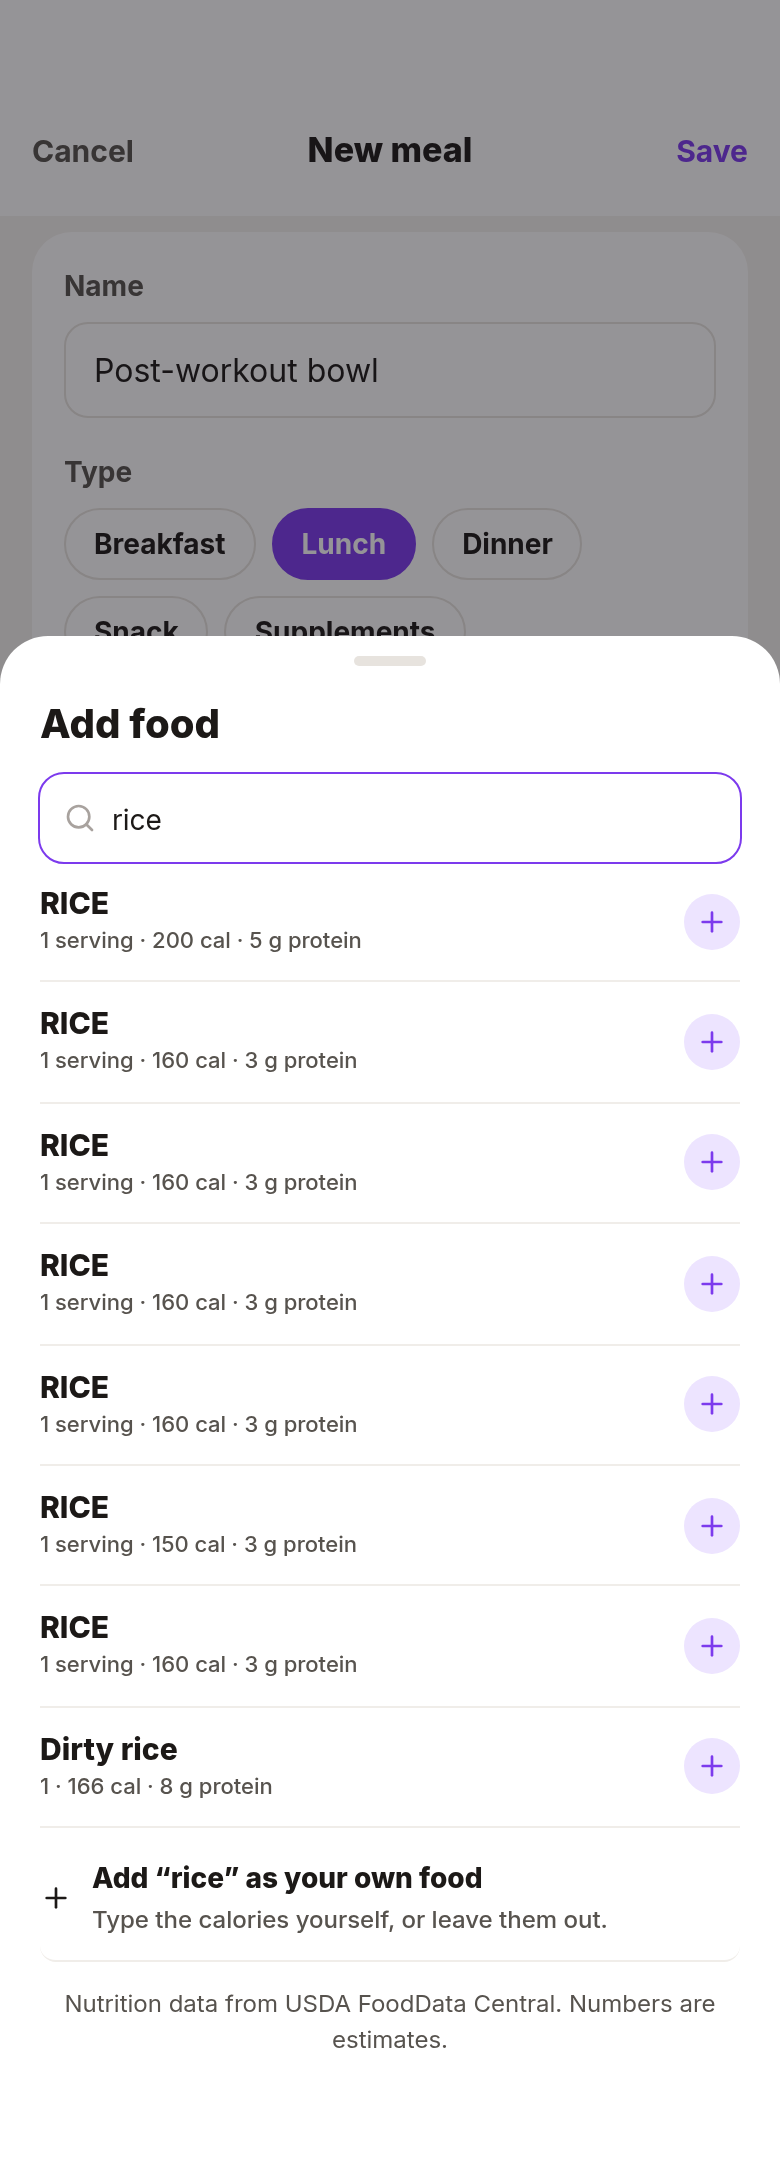 Cancel
New meal
Save
Name
Post-workout bowl
Type
Breakfast
Lunch
Dinner
Snack
Supplements
Add food
rice
RICE
1 serving · 200 cal · 5 g protein
RICE
1 serving · 160 cal · 3 g protein
RICE
1 serving · 160 cal · 3 g protein
RICE
1 serving · 160 cal · 3 g protein
RICE
1 serving · 160 cal · 3 g protein
RICE
1 serving · 150 cal · 3 g protein
RICE
1 serving · 160 cal · 3 g protein
Dirty rice
1 · 166 cal · 8 g protein
Add “rice” as your own food
Type the calories yourself, or leave them out.
Nutrition data from USDA FoodData Central. Numbers are
estimates.